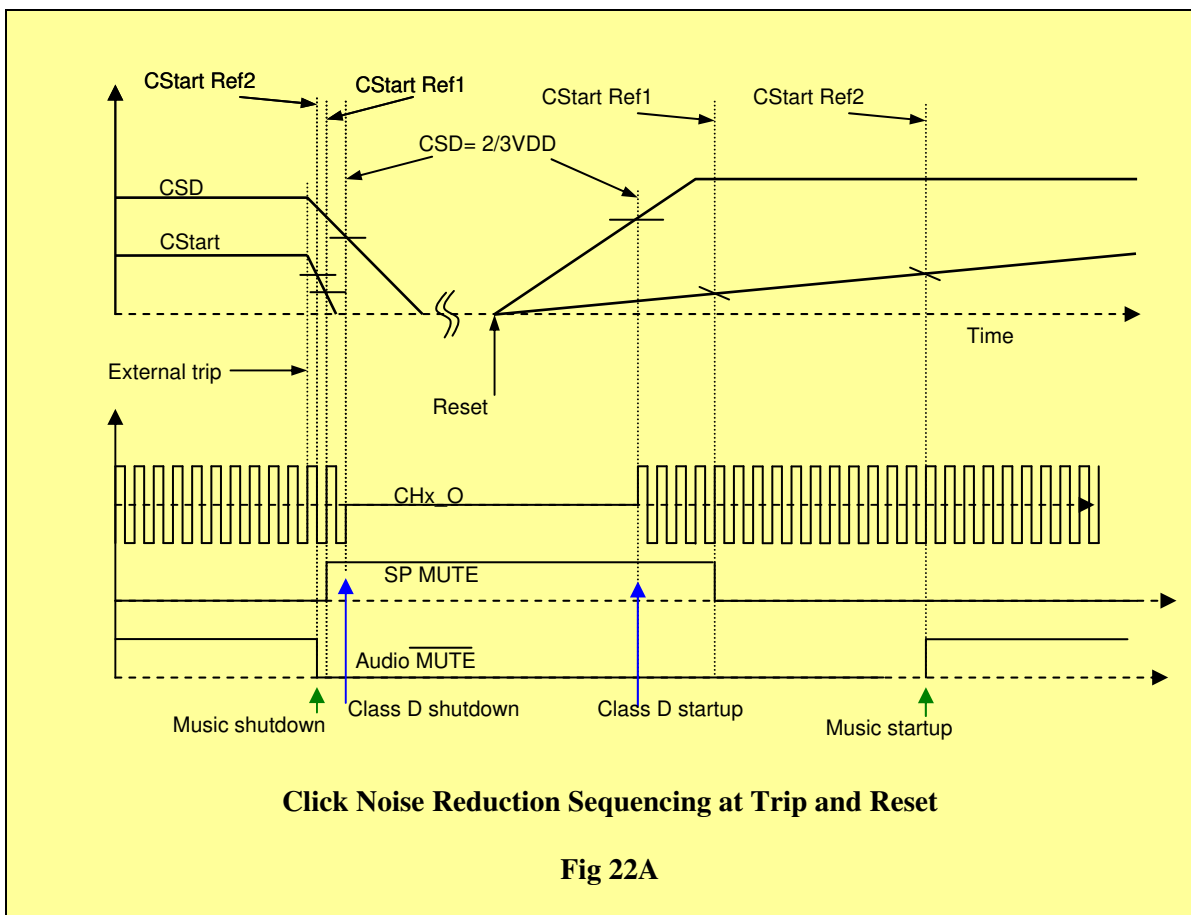 CStart Ref2
CStart Ref1
CStart Ref1
CStart Ref2
CSD= 2/3VDD
CSD
CStart
Time
External trip
Reset
CHx_O
SP MUTE
Audio MUTE
Music shutdown
Class D shutdown
Class D startup
Music startup
Click Noise Reduction Sequencing at Trip and Reset
Fig 22A